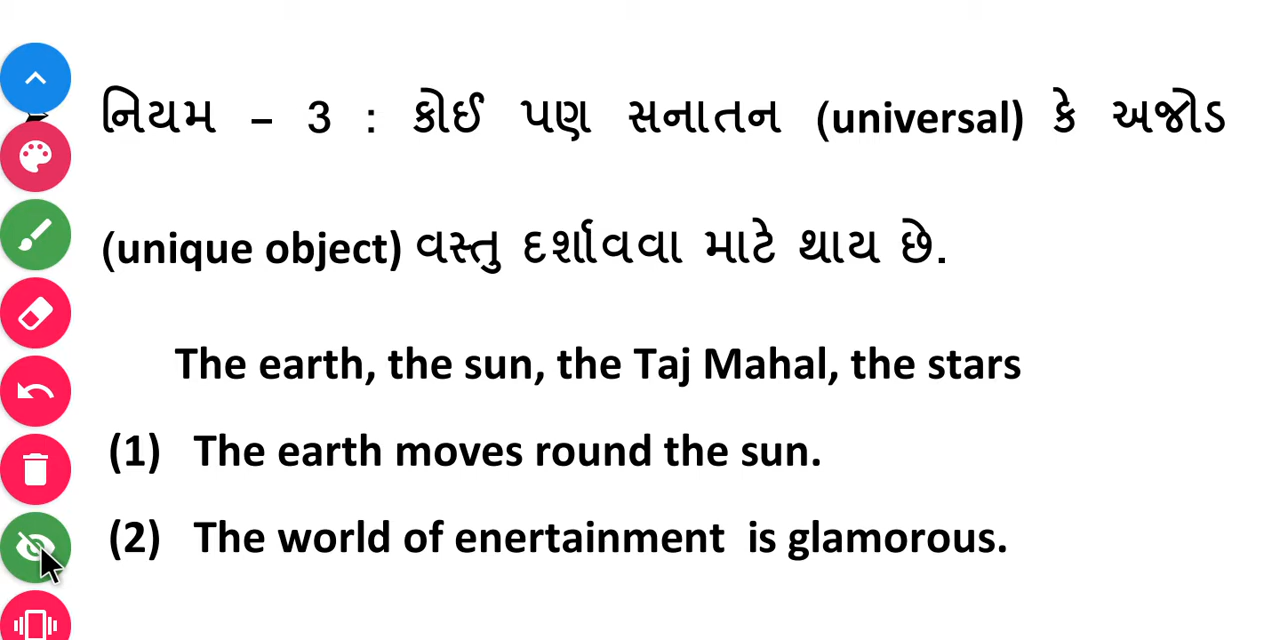 નિયમ – 3 : કોઈ પણ સનાતન (universal) કે અજોડ
(unique object) વસ્તુ દર્શાવવા માટે થાય છે.
The earth, the sun, the Taj Mahal, the stars
(1) The earth moves round the sun.
(2) The world of enertainment is glamorous.